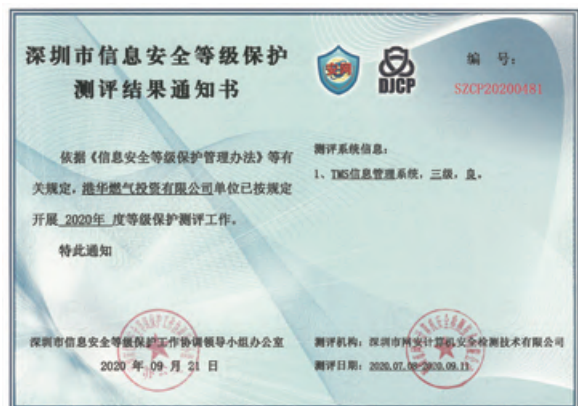 深圳市信息安全等级保护
测评结果通知书
安网
DJCP
编 号：
SZCP20200481
依据《信息安全等级保护管理办法》等有
关规定，港华燃气投资有限公司单位已按规定
开展 2020年 度等级保护测评工作。
特此通知
测评系统信息：
1、TMS信息管理系统，三级，良。
深圳市信息安全等级保护工作协调领导小组办公室
2020 年 09 月 21 日
测评机构：深圳市网安计算机安全检测技术有限公司
测评日期：2020.07.08-2020.09.11